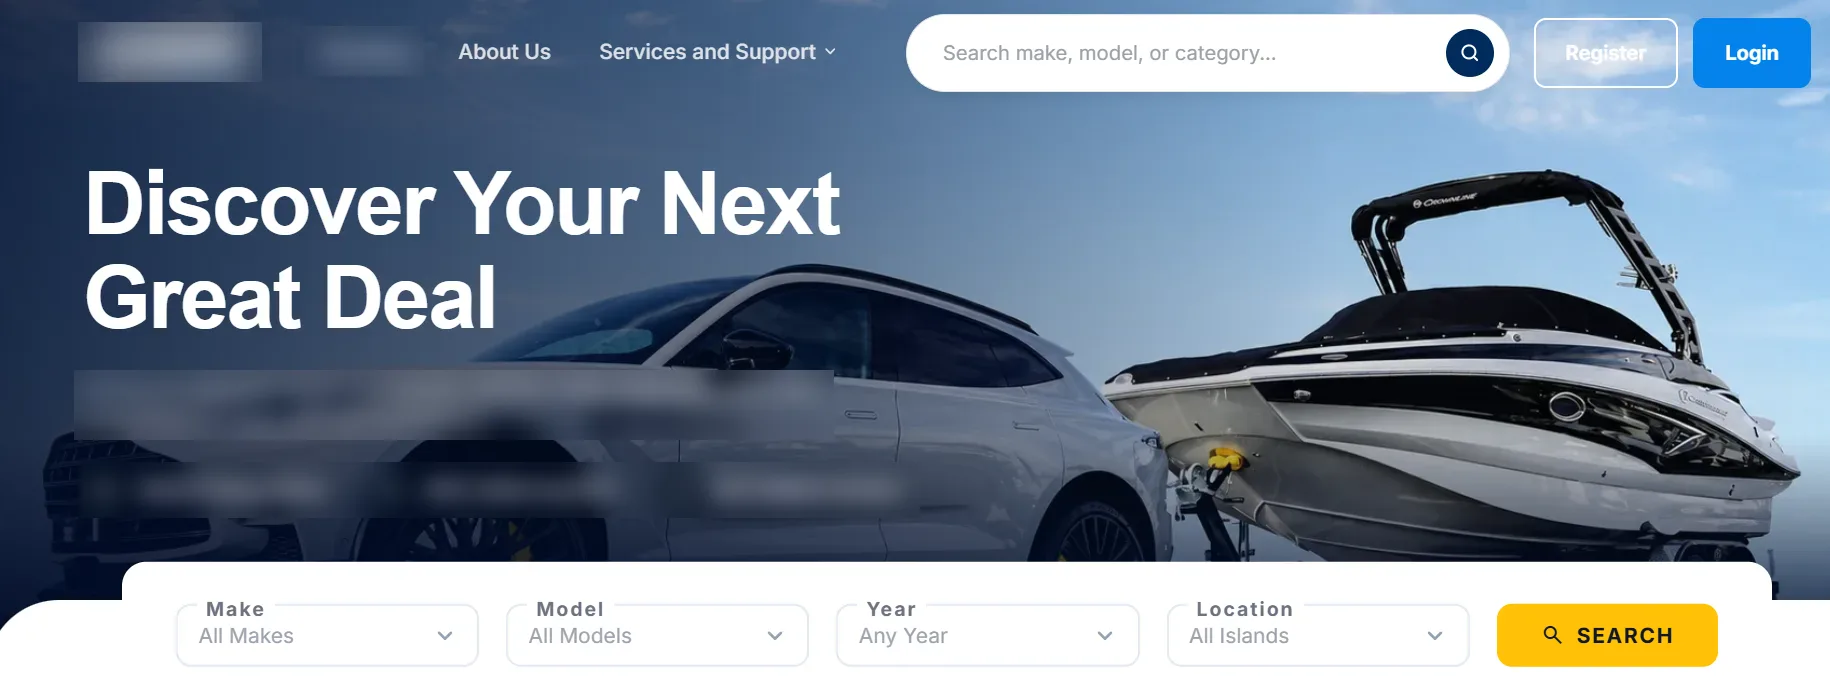 About Us
Services and Support
Search make, model, or category...
Register
Login
Discover Your Next
Great Deal
CROWNLINE
Make
All Makes
Model
All Models
Year
Any Year
Location
All Islands
SEARCH